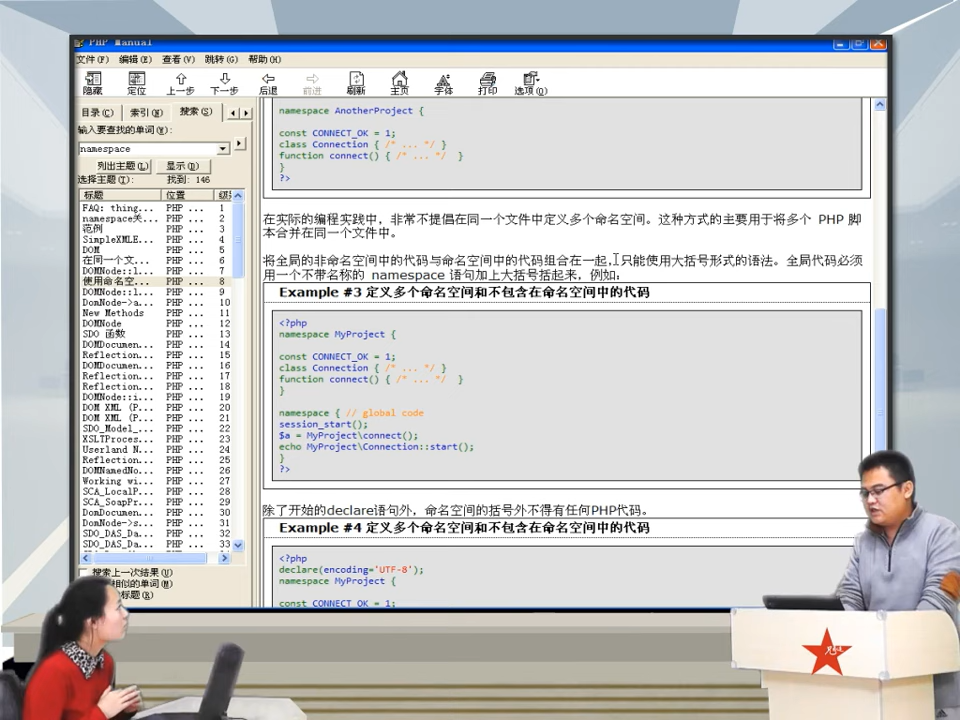 PHP Manual
文件(F) 编辑(E) 查看(V) 跳转(G) 帮助(H)
隐藏 定位 上一步 下一步 后退 前进 刷新 主页 字体 打印 选项(O)
目录(C) 索引(N) 搜索(S)
输入要查找的单词(W):
namespace
列出主题(L) 显示(D)
选择主题(T): 找到: 146
标题 位置
FAQ: thing... PHP ... 1
namespace关... PHP ... 2
范例 PHP ... 3
SimpleXMLE... PHP ... 4
DOM PHP ... 5
在同一个文... PHP ... 6
DOMNode::l... PHP ... 7
使用命名空... PHP ... 8
DOMNode::l... PHP ... 9
DomNode->a... PHP ... 10
New Methods PHP ... 11
DOMNode PHP ... 12
SDO 函数 PHP ... 13
DOMDocumen... PHP ... 14
Reflection... PHP ... 15
DOMDocumen... PHP ... 16
Reflection... PHP ... 17
Reflection... PHP ... 18
DOMNode::i... PHP ... 19
DOM XML (P... PHP ... 20
DOM XML (P... PHP ... 21
SDO_Model_... PHP ... 22
XSLTProces... PHP ... 23
Userland N... PHP ... 24
Reflection... PHP ... 25
DOMNamedNo... PHP ... 26
Working wi... PHP ... 27
SCA_LocalP... PHP ... 28
SCA_SoapPr... PHP ... 29
DomDocumen... PHP ... 30
DomNode->s... PHP ... 31
SDO_DAS_Da... PHP ... 32
SDO_DAS_Da... PHP ... 33
搜索上一次结果(U)
相似的单词(M)
标题(R)
namespace AnotherProject {
const CONNECT_OK = 1;
class Connection { /* ... */ }
function connect() { /* ... */  }
}
?>
在实际的编程实践中，非常不提倡在同一个文件中定义多个命名空间。这种方式的主要用于将多个 PHP 脚
本合并在同一个文件中。
将全局的非命名空间中的代码与命名空间中的代码组合在一起，只能使用大括号形式的语法。全局代码必须
用一个不带名称的 namespace 语句加上大括号括起来，例如：
Example #3 定义多个命名空间和不包含在命名空间中的代码
<?php
namespace MyProject {
const CONNECT_OK = 1;
class Connection { /* ... */ }
function connect() { /* ... */  }
}
namespace { // global code
session_start();
$a = MyProject\connect();
echo MyProject\Connection::start();
}
?>
除了开始的declare语句外，命名空间的括号外不得有任何PHP代码。
Example #4 定义多个命名空间和不包含在命名空间中的代码
<?php
declare(encoding='UTF-8');
namespace MyProject {
const CONNECT_OK = 1;